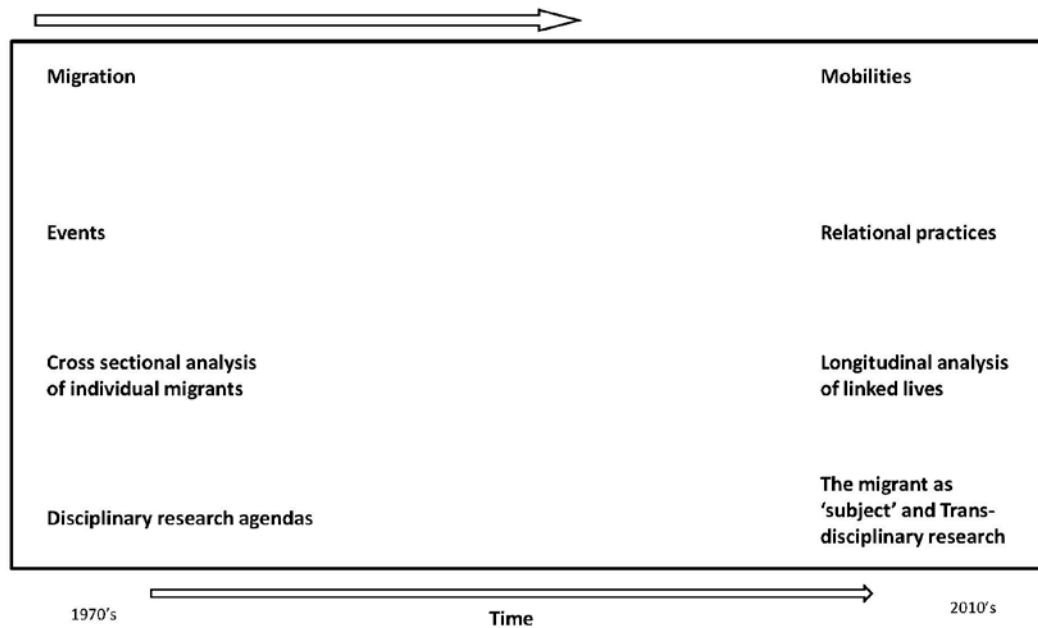 Migration
Mobilities
Events
Relational practices
Cross sectional analysis
of individual migrants
Longitudinal analysis
of linked lives
Disciplinary research agendas
The migrant as
‘subject’ and Trans-
disciplinary research
1970's
Time
2010's